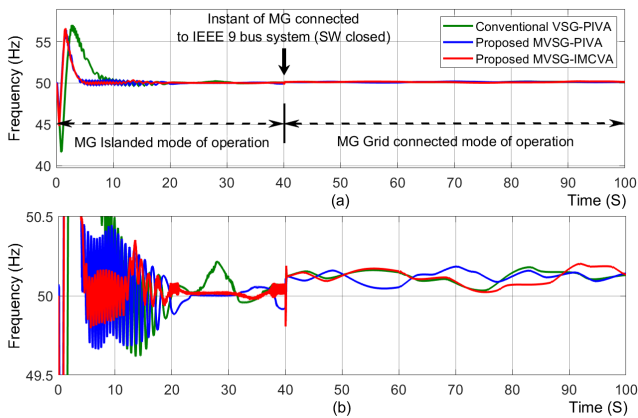 Instant of MG connected
to IEEE 9 bus system (SW closed)
Conventional VSG-PIVA
Proposed MVSG-PIVA
Proposed MVSG-IMCVA
Frequency (Hz)
55
50
45
40
MG Islanded mode of operation
MG Grid connected mode of operation
0 10 20 30 40 50 60 70 80 90 100
(a)
Time (S)
Frequency (Hz)
50.5
50
49.5
0 10 20 30 40 50 60 70 80 90 100
(b)
Time (S)